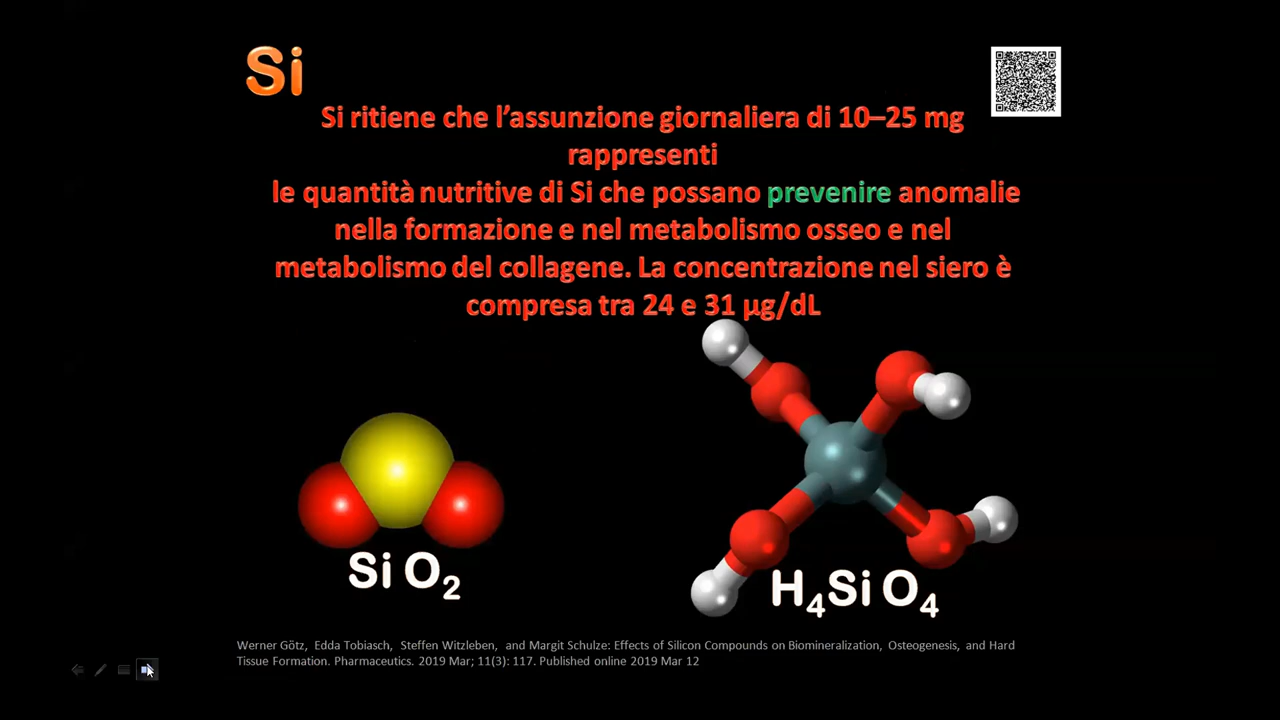 Si
Si ritiene che l’assunzione giornaliera di 10–25 mg
rappresenti
le quantità nutritive di Si che possano prevenire anomalie
nella formazione e nel metabolismo osseo e nel
metabolismo del collagene. La concentrazione nel siero è
compresa tra 24 e 31 µg/dL
Si O₂
H₄Si O₄
Werner Götz, Edda Tobiasch, Steffen Witzleben, and Margit Schulze: Effects of Silicon Compounds on Biomineralization, Osteogenesis, and Hard
Tissue Formation. Pharmaceutics. 2019 Mar; 11(3): 117. Published online 2019 Mar 12